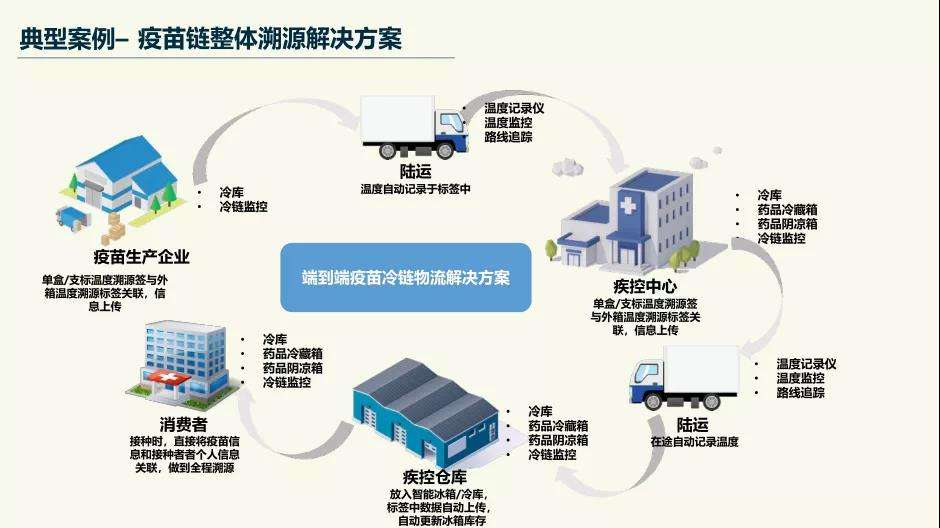 典型案例– 疫苗链整体溯源解决方案
• 冷库
• 冷链监控
疫苗生产企业
单盒/支标温度溯源签与外
箱温度溯源标签关联，信
息上传
陆运
温度自动记录于标签中
• 温度记录仪
• 温度监控
• 路线追踪
• 冷库
• 药品冷藏箱
• 药品阴凉箱
• 冷链监控
疾控中心
单盒/支标温度溯源签
与外箱温度溯源标签关
联，信息上传
端到端疫苗冷链物流解决方案
• 温度记录仪
• 温度监控
• 路线追踪
陆运
在途自动记录温度
• 冷库
• 药品冷藏箱
• 药品阴凉箱
• 冷链监控
疾控仓库
放入智能冰箱/冷库，
标签中数据自动上传，
自动更新冰箱库存
• 冷库
• 药品冷藏箱
• 药品阴凉箱
• 冷链监控
消费者
接种时，直接将疫苗信
息和接种者者个人信息
关联，做到全程溯源